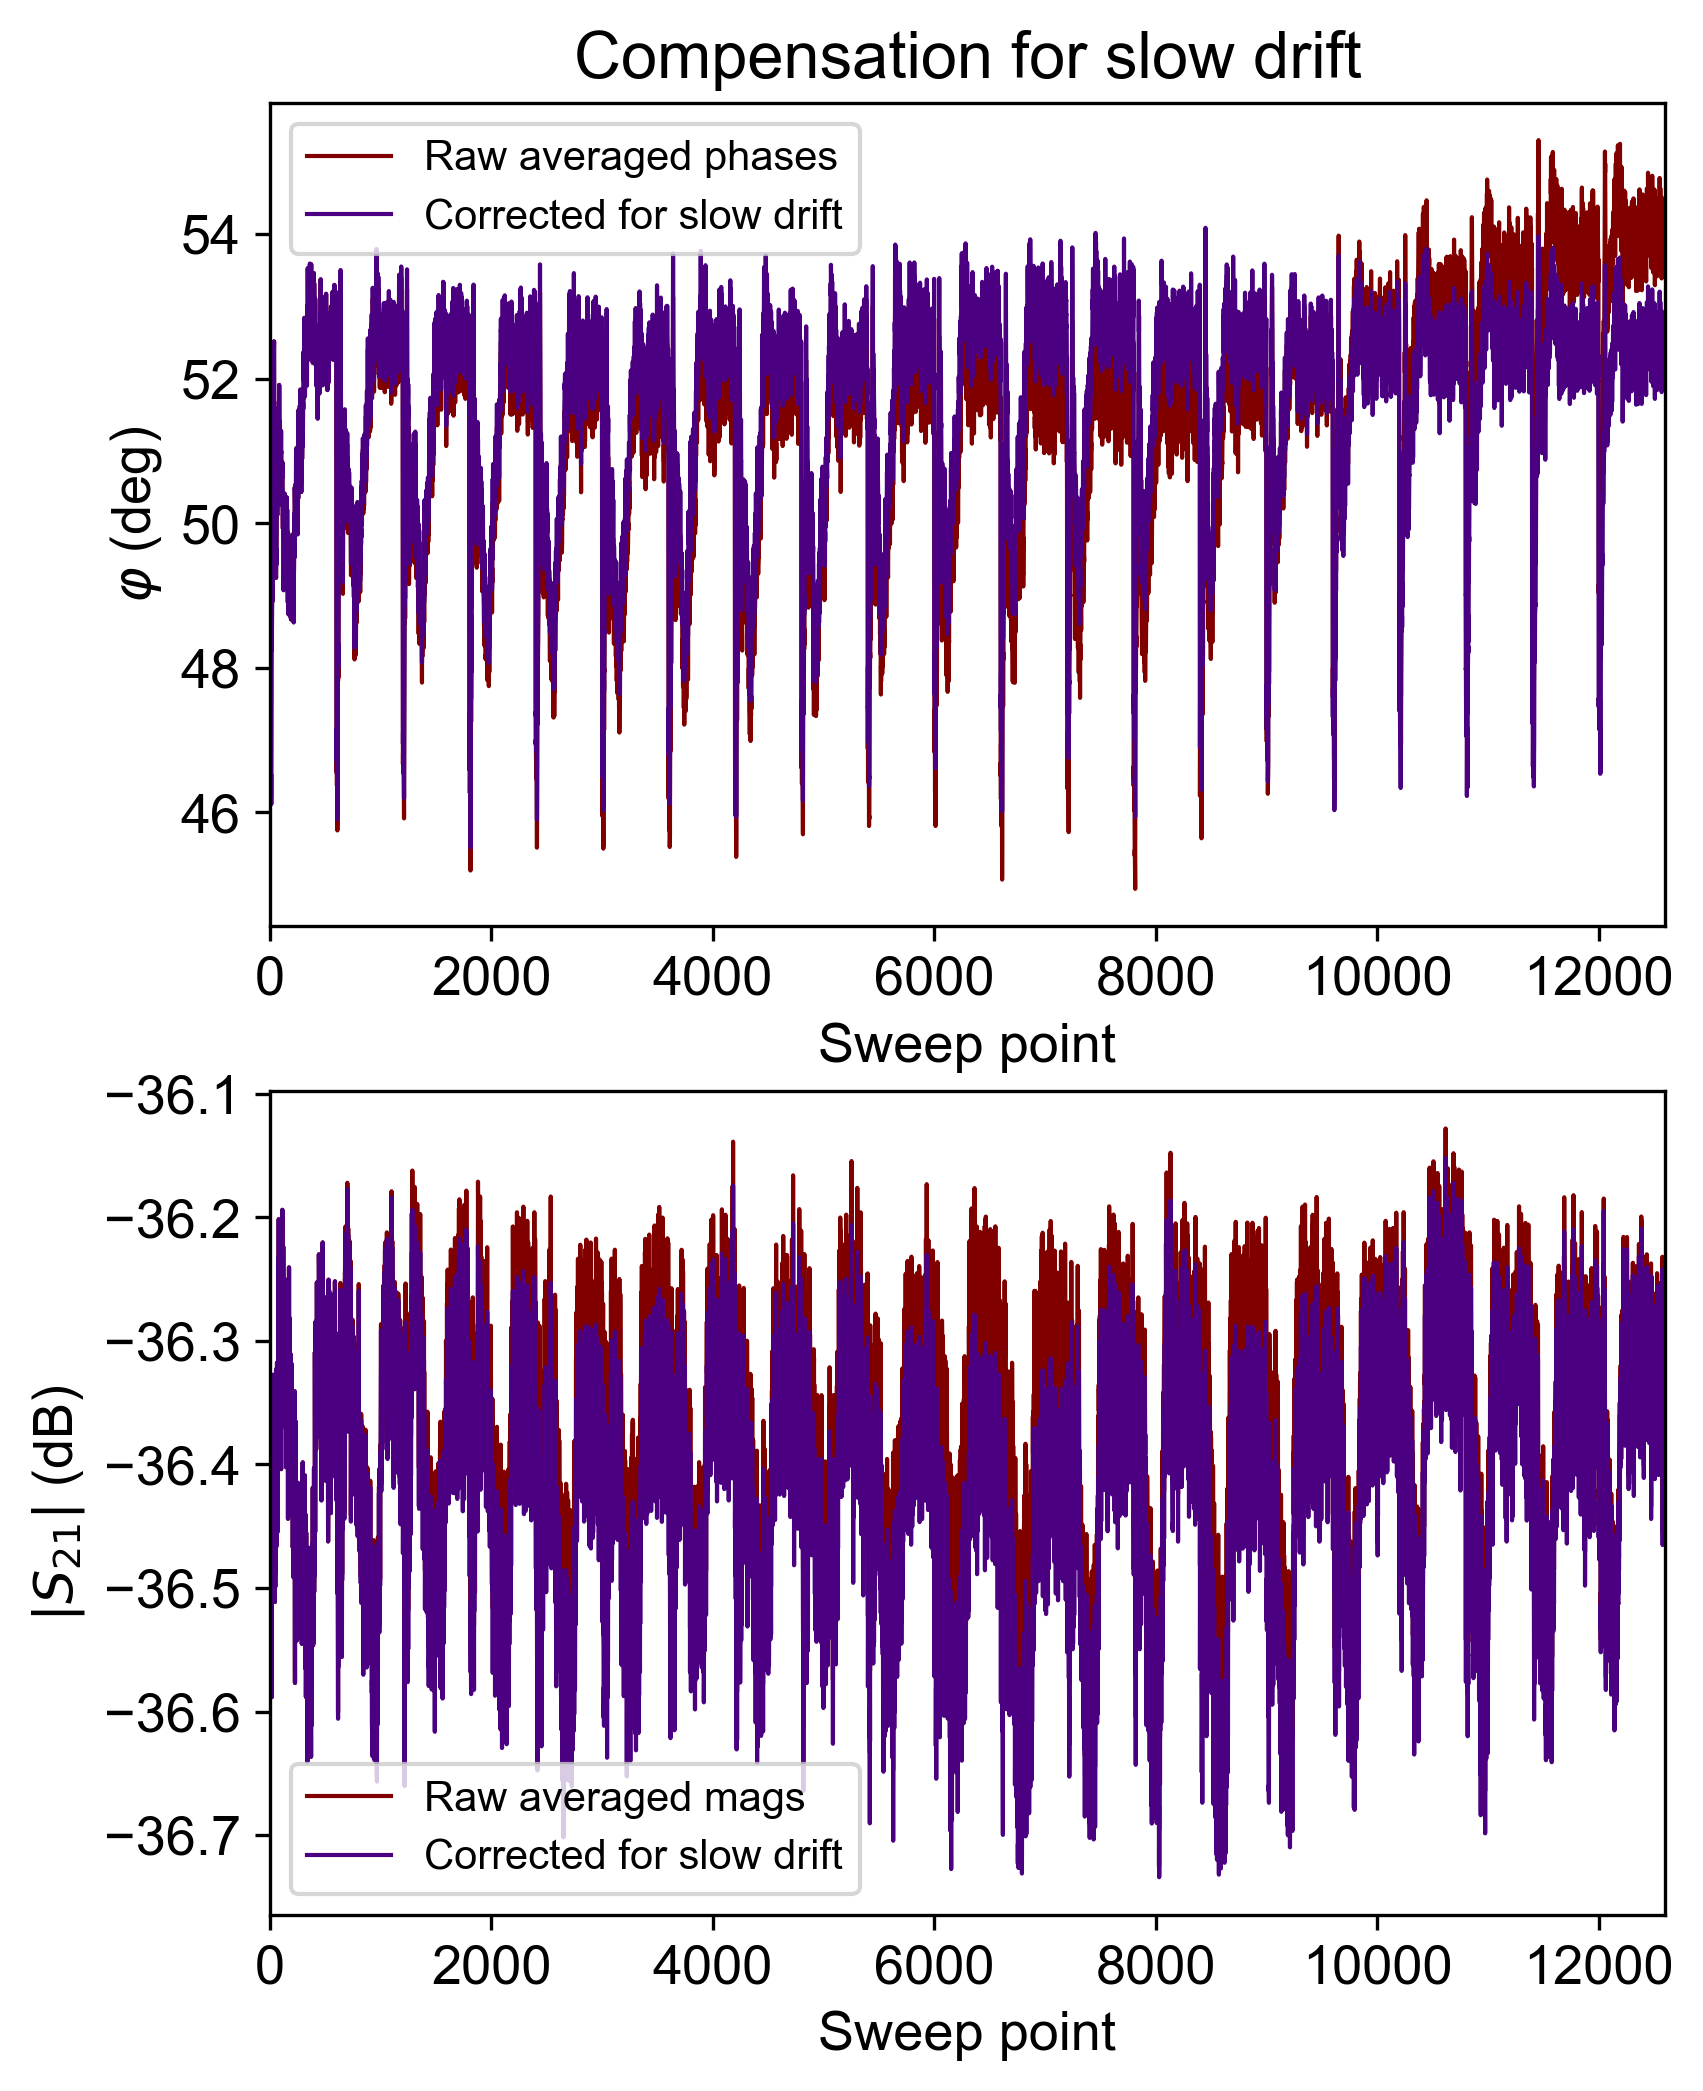 Compensation for slow drift
Raw averaged phases
Corrected for slow drift
54
52
50
48
46
φ (deg)
0 2000 4000 6000 8000 10000 12000
Sweep point
−36.1
−36.2
−36.3
−36.4
−36.5
−36.6
−36.7
|S₂₁| (dB)
Raw averaged mags
Corrected for slow drift
0 2000 4000 6000 8000 10000 12000
Sweep point